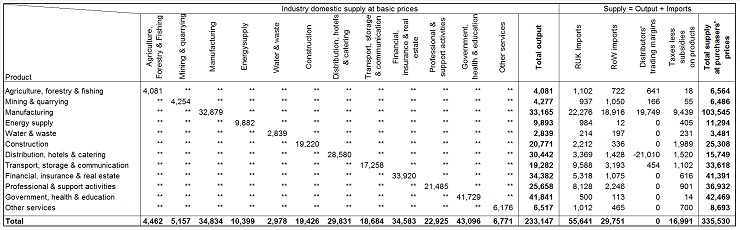 Industry domestic supply at basic prices Supply = Output + Imports
Product Agriculture, Forestry & Fishing Mining & quarrying Manufacturing Energysupply Water & waste Construction Distribution, hotels & catering Transport, storage & communication Financial, insurance & real estate Professional & support activities Government, health & education Other services Total output RUK Imports RoW Imports Distributors' trading margins Taxes less subsidies on products Total supply at purchasers' prices
Agriculture, forestry & fishing 4,081 ** ** ** ** ** ** ** ** ** ** ** 4,081 1,102 722 641 18 6,564
Mining & quarrying ** 4,254 ** ** ** ** ** ** ** ** ** ** 4,277 937 1,050 166 55 6,486
Manufacturing ** ** 32,879 ** ** ** ** ** ** ** ** ** 33,165 22,276 18,916 19,749 9,439 103,545
Energy supply ** ** ** 9,882 ** ** ** ** ** ** ** ** 9,893 984 12 0 405 11,294
Water & waste ** ** ** ** 2,839 ** ** ** ** ** ** ** 2,839 214 197 0 231 3,481
Construction ** ** ** ** ** 19,220 ** ** ** ** ** ** 20,771 2,212 336 0 1,989 25,308
Distribution, hotels & catering ** ** ** ** ** ** 28,580 ** ** ** ** ** 30,442 3,369 1,428 -21,010 1,520 15,749
Transport, storage & communication ** ** ** ** ** ** ** 17,258 ** ** ** ** 19,282 9,588 3,193 454 1,102 33,618
Financial, insurance & real estate ** ** ** ** ** ** ** ** 33,920 ** ** ** 34,382 5,318 1,075 0 616 41,391
Professional & support activities ** ** ** ** ** ** ** ** ** 21,485 ** ** 25,658 8,128 2,246 0 901 36,932
Government, health & education ** ** ** ** ** ** ** ** ** ** 41,729 ** 41,841 500 113 0 14 42,469
Other services ** ** ** ** ** ** ** ** ** ** ** 6,176 6,517 1,012 465 0 700 8,693
Total 4,462 5,157 34,834 10,399 2,978 19,426 29,831 18,684 34,583 22,925 43,096 6,771 233,147 55,641 29,751 0 16,991 335,530